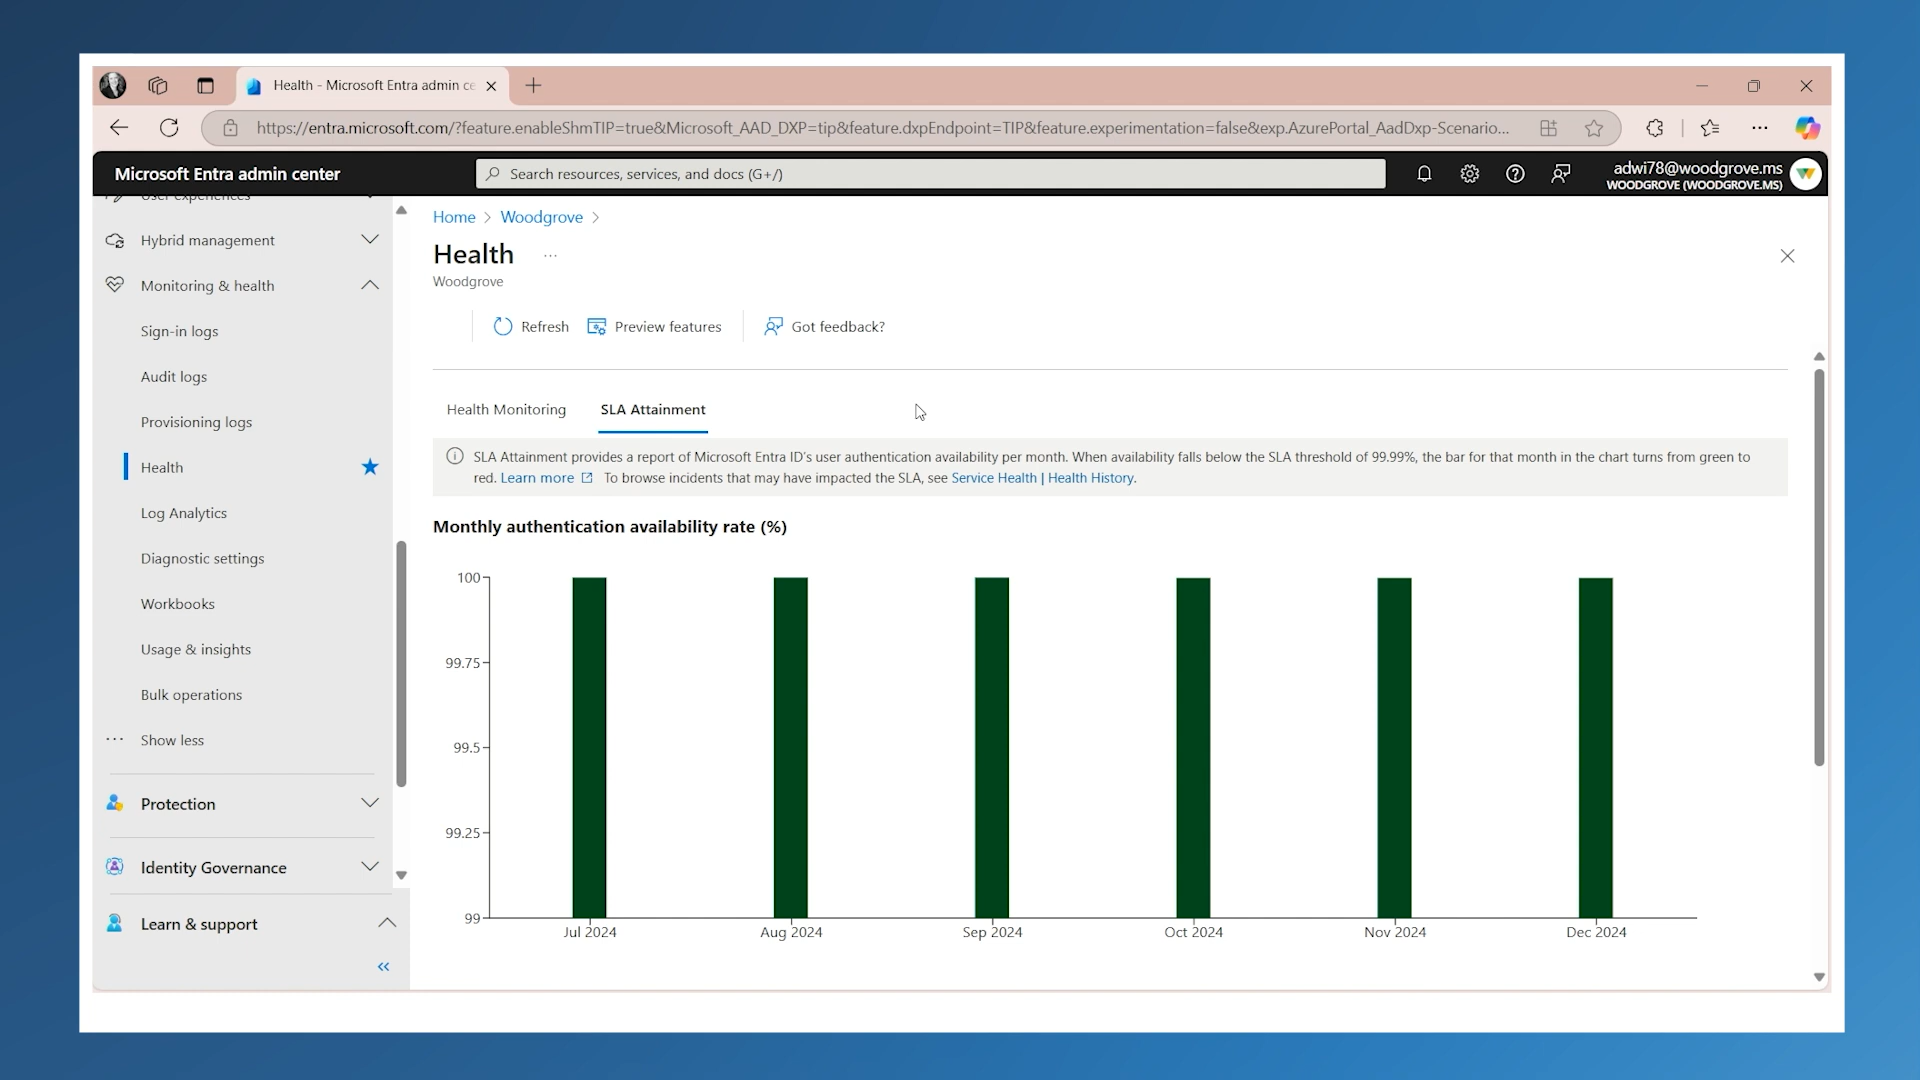 Health - Microsoft Entra admin ce
https://entra.microsoft.com/?feature.enableShmTIP=true&Microsoft_AAD_DXP=tip&feature.dxpEndpoint=TIP&feature.experimentation=false&exp.AzurePortal_AadDxp-Scenario...
Microsoft Entra admin center
Search resources, services, and docs (G+/)
adwi78@woodgrove.ms
WOODGROVE (WOODGROVE.MS)
User experiences
Hybrid management
Monitoring & health
Sign-in logs
Audit logs
Provisioning logs
Health
Log Analytics
Diagnostic settings
Workbooks
Usage & insights
Bulk operations
Show less
Protection
Identity Governance
Learn & support
Home > Woodgrove >
Health ...
Woodgrove
Refresh Preview features Got feedback?
Health Monitoring SLA Attainment
SLA Attainment provides a report of Microsoft Entra ID's user authentication availability per month. When availability falls below the SLA threshold of 99.99%, the bar for that month in the chart turns from green to
red. Learn more To browse incidents that may have impacted the SLA, see Service Health | Health History.
Monthly authentication availability rate (%)
100
99.75
99.5
99.25
99
Jul 2024 Aug 2024 Sep 2024 Oct 2024 Nov 2024 Dec 2024